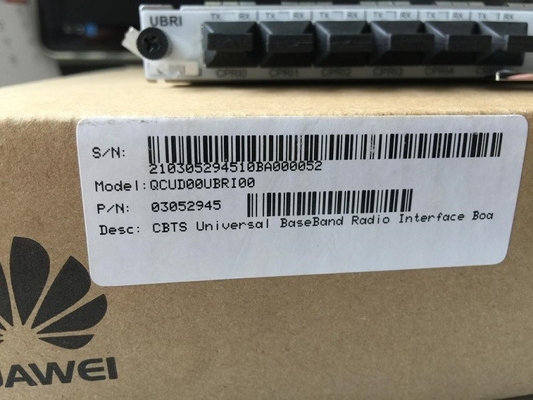 UBRI
TX RX TX RX TX RX TX RX TX RX TX RX
CPRI0 CPRI1 CPRI2 CPRI3 CPRI4
S/N:
210305294510BA000052
Model:QCUD00UBRI00
P/N: 03052945
Desc: CBTS Universal BaseBand Radio Interface Boa
AWEI